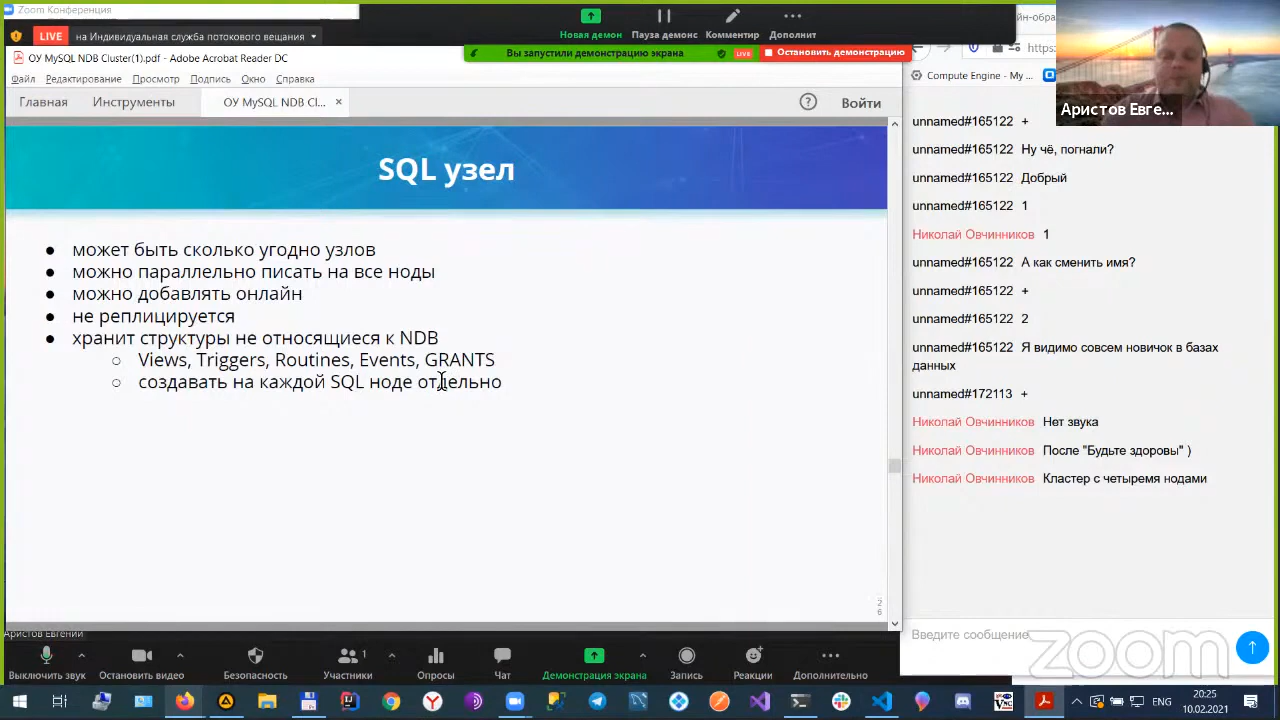 Zoom Конференция
LIVE на Индивидуальная служба потокового вещания
Новая демон Пауза демонс Комментир Дополнит
Вы запустили демонстрацию экрана LIVE Остановить демонстрацию
ОУ MySQL NDB Cluster(1).pdf - Adobe Acrobat Reader DC
Файл Редактирование Просмотр Подпись Окно Справка
Главная Инструменты ОУ MySQL NDB Cl... × Войти
SQL узел
может быть сколько угодно узлов
можно параллельно писать на все ноды
можно добавлять онлайн
не реплицируется
хранит структуры не относящиеся к NDB
Views, Triggers, Routines, Events, GRANTS
создавать на каждой SQL ноде отдельно
2
6
йн-обра
https:
Compute Engine - My ...
Аристов Евге...
unnamed#165122 +
unnamed#165122 Ну чё, погнали?
unnamed#165122 Добрый
unnamed#165122 1
Николай Овчинников 1
unnamed#165122 А как сменить имя?
unnamed#165122 +
unnamed#165122 2
unnamed#165122 Я видимо совсем новичок в базах
данных
unnamed#172113 +
Николай Овчинников Нет звука
Николай Овчинников После "Будьте здоровы" )
Николай Овчинников Кластер с четыремя нодами
Введите сообщение
zoom
Аристов Евгений
Выключить звук Остановить видео Безопасность Участники 1 Опросы Чат Демонстрация экрана Запись Реакции Дополнительно
ENG
20:25
10.02.2021